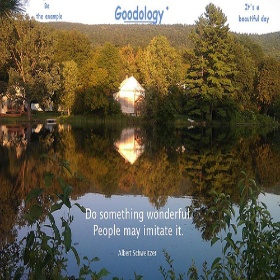 Be
the example
Goodology
It's a
beautiful day
Do something wonderful.
People may imitate it.
Albert Schweitzer